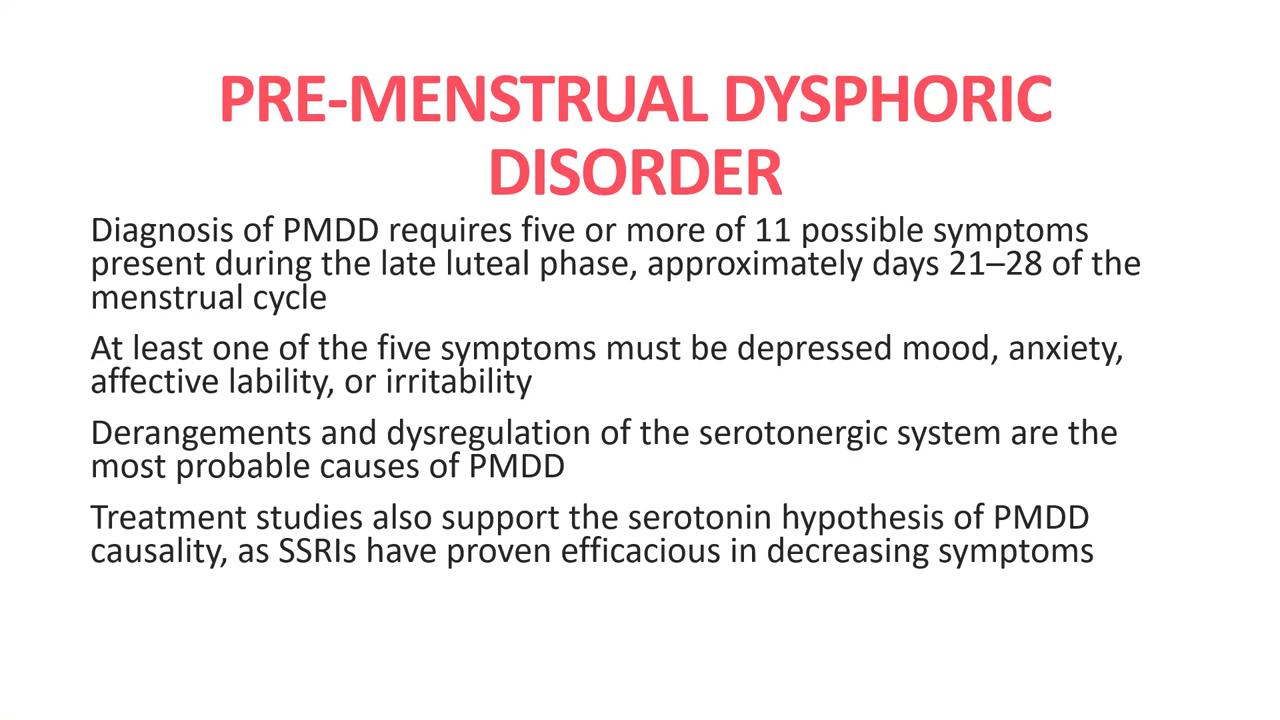 PRE-MENSTRUAL DYSPHORIC
DISORDER
Diagnosis of PMDD requires five or more of 11 possible symptoms
present during the late luteal phase, approximately days 21–28 of the
menstrual cycle
At least one of the five symptoms must be depressed mood, anxiety,
affective lability, or irritability
Derangements and dysregulation of the serotonergic system are the
most probable causes of PMDD
Treatment studies also support the serotonin hypothesis of PMDD
causality, as SSRIs have proven efficacious in decreasing symptoms